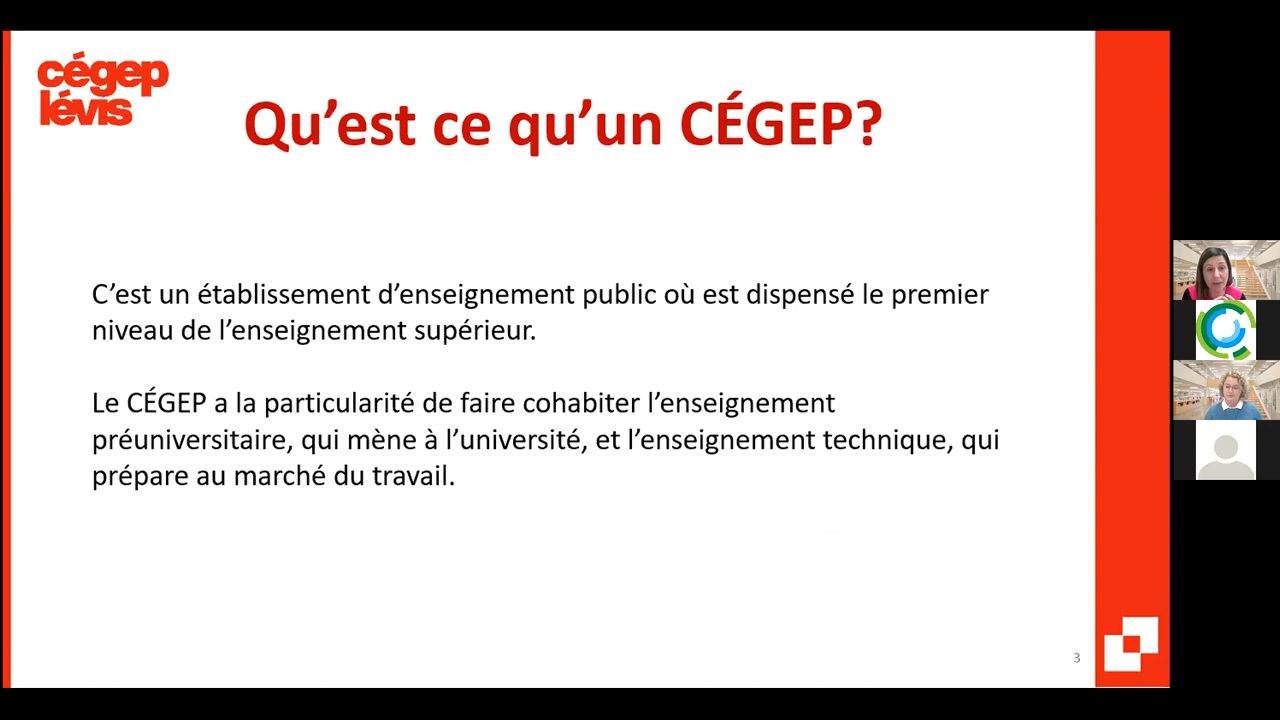 cégep
lévis
Qu’est ce qu’un CÉGEP?
C’est un établissement d’enseignement public où est dispensé le premier
niveau de l’enseignement supérieur.
Le CÉGEP a la particularité de faire cohabiter l’enseignement
préuniversitaire, qui mène à l’université, et l’enseignement technique, qui
prépare au marché du travail.
3